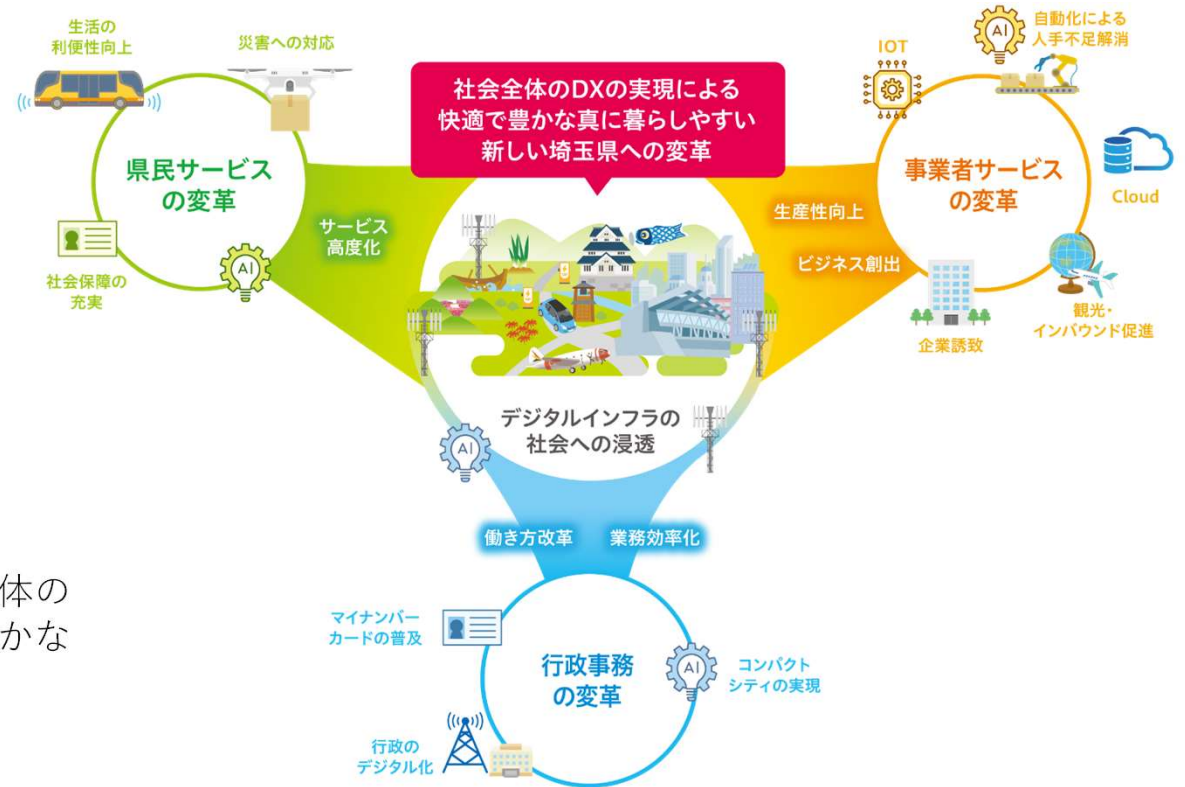 生活の
利便性向上
災害への対応
県民サービス
の変革
社会保障の
充実
AI
サービス
高度化
社会全体のDXの実現による
快適で豊かな真に暮らしやすい
新しい埼玉県への変革
デジタルインフラの
社会への浸透
AI
IOT
AI
自動化による
人手不足解消
事業者サービス
の変革
Cloud
生産性向上
ビジネス創出
企業誘致
観光・
インバウンド促進
働き方改革
業務効率化
マイナンバー
カードの普及
行政事務
の変革
AI
コンパクト
シティの実現
行政の
デジタル化
体の
かな